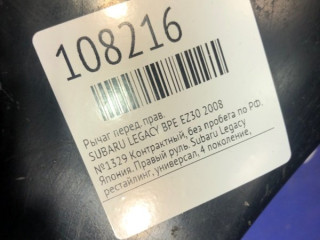 108216
Рычаг перед. прав.
SUBARU LEGACY BPE EZ30 2008
№1329 Контрактный, без пробега по РФ.
Япония. Правый руль. Subaru Legacy
рестайлинг, универсал, 4 поколение,